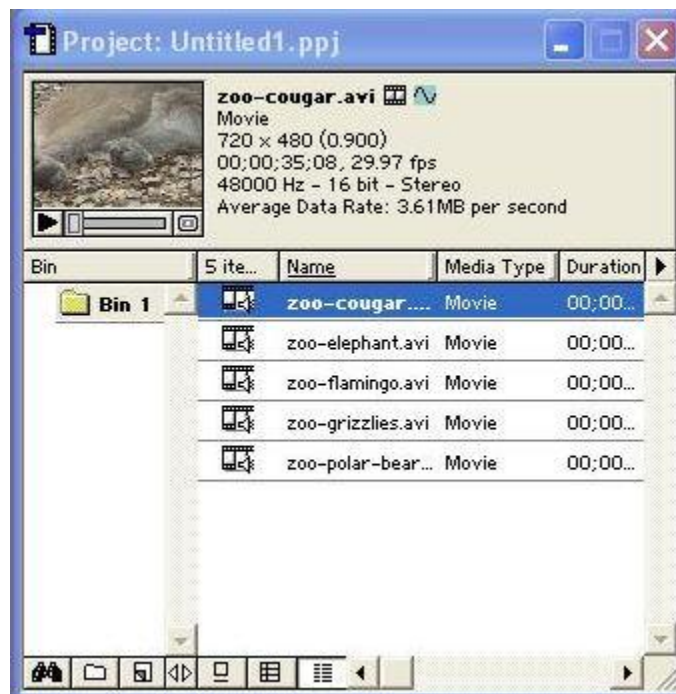 Project: Untitled1.ppj
zoo-cougar.avi
Movie
720 × 480 (0.900)
00;00;35;08, 29.97 fps
48000 Hz - 16 bit - Stereo
Average Data Rate: 3.61MB per second
Bin 5 ite... Name Media Type Duration
Bin 1
zoo-cougar.... Movie 00;00...
zoo-elephant.avi Movie 00;00...
zoo-flamingo.avi Movie 00;00...
zoo-grizzlies.avi Movie 00;00...
zoo-polar-bear... Movie 00;00...